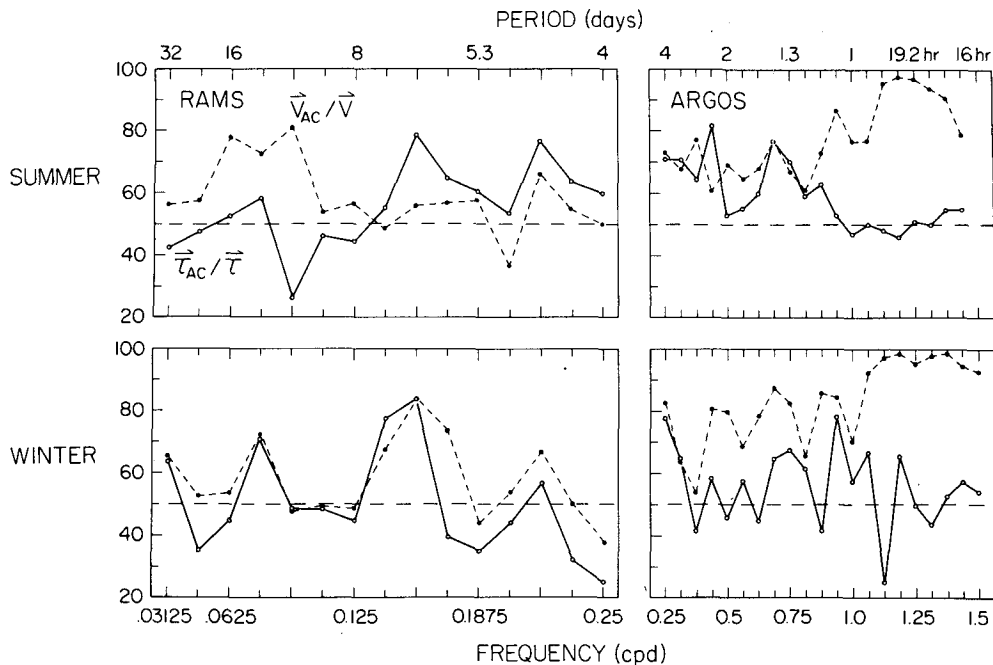 PERIOD (days)
32 16 8 5.3 4
4 2 1.3 1 19.2 hr 16 hr
RAMS
V⃗AC/V⃗
τ⃗AC/τ⃗
ARGOS
SUMMER
100
80
60
40
20
WINTER
100
80
60
40
20
.03125 .0625 0.125 0.1875 0.25
0.25 0.5 0.75 1.0 1.25 1.5
FREQUENCY (cpd)